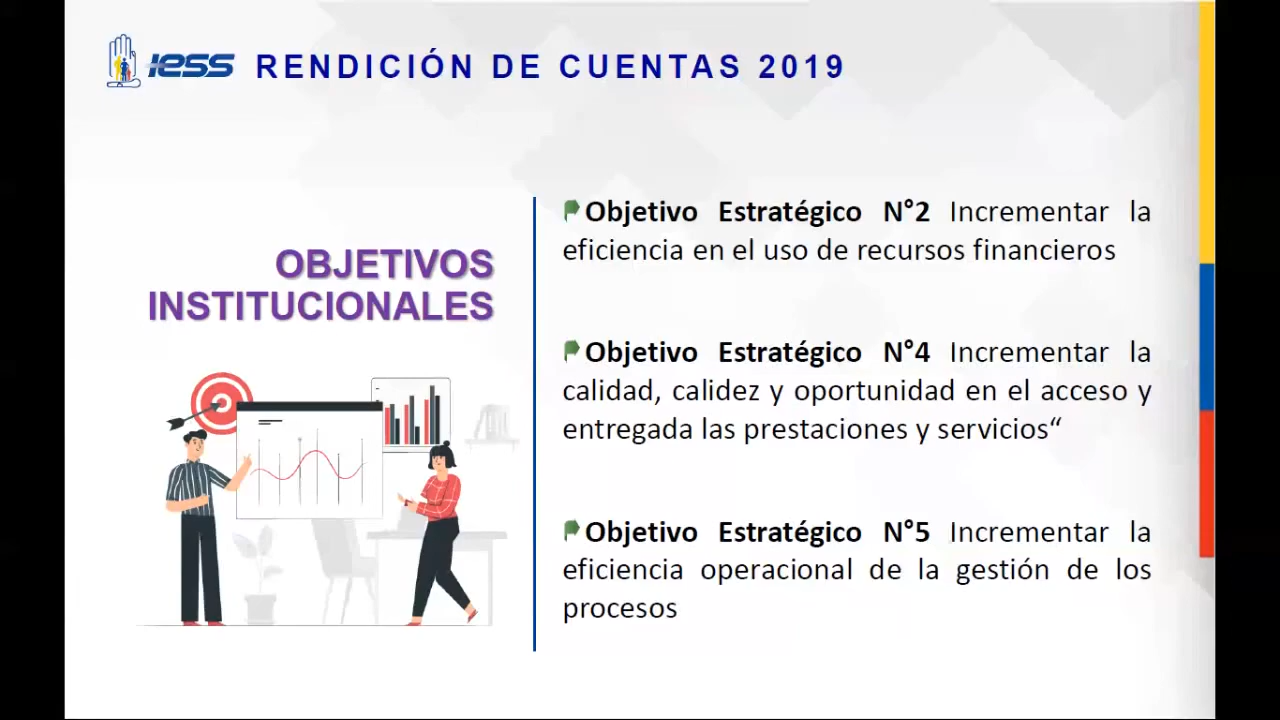 IESS RENDICIÓN DE CUENTAS 2019
OBJETIVOS
INSTITUCIONALES
Objetivo Estratégico N°2 Incrementar la
eficiencia en el uso de recursos financieros
Objetivo Estratégico N°4 Incrementar la
calidad, calidez y oportunidad en el acceso y
entregada las prestaciones y servicios“
Objetivo Estratégico N°5 Incrementar la
eficiencia operacional de la gestión de los
procesos